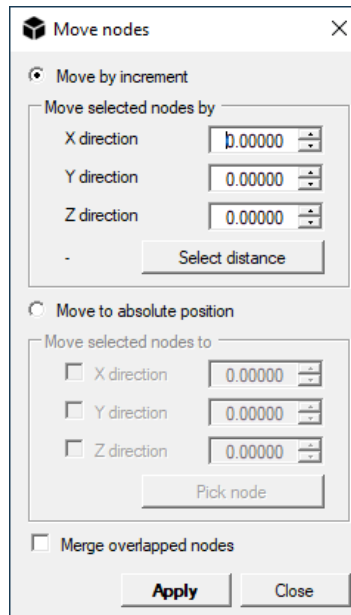 Move nodes
Move by increment
Move selected nodes by
X direction 0.00000
Y direction 0.00000
Z direction 0.00000
- Select distance
Move to absolute position
Move selected nodes to
X direction 0.00000
Y direction 0.00000
Z direction 0.00000
Pick node
Merge overlapped nodes
Apply Close